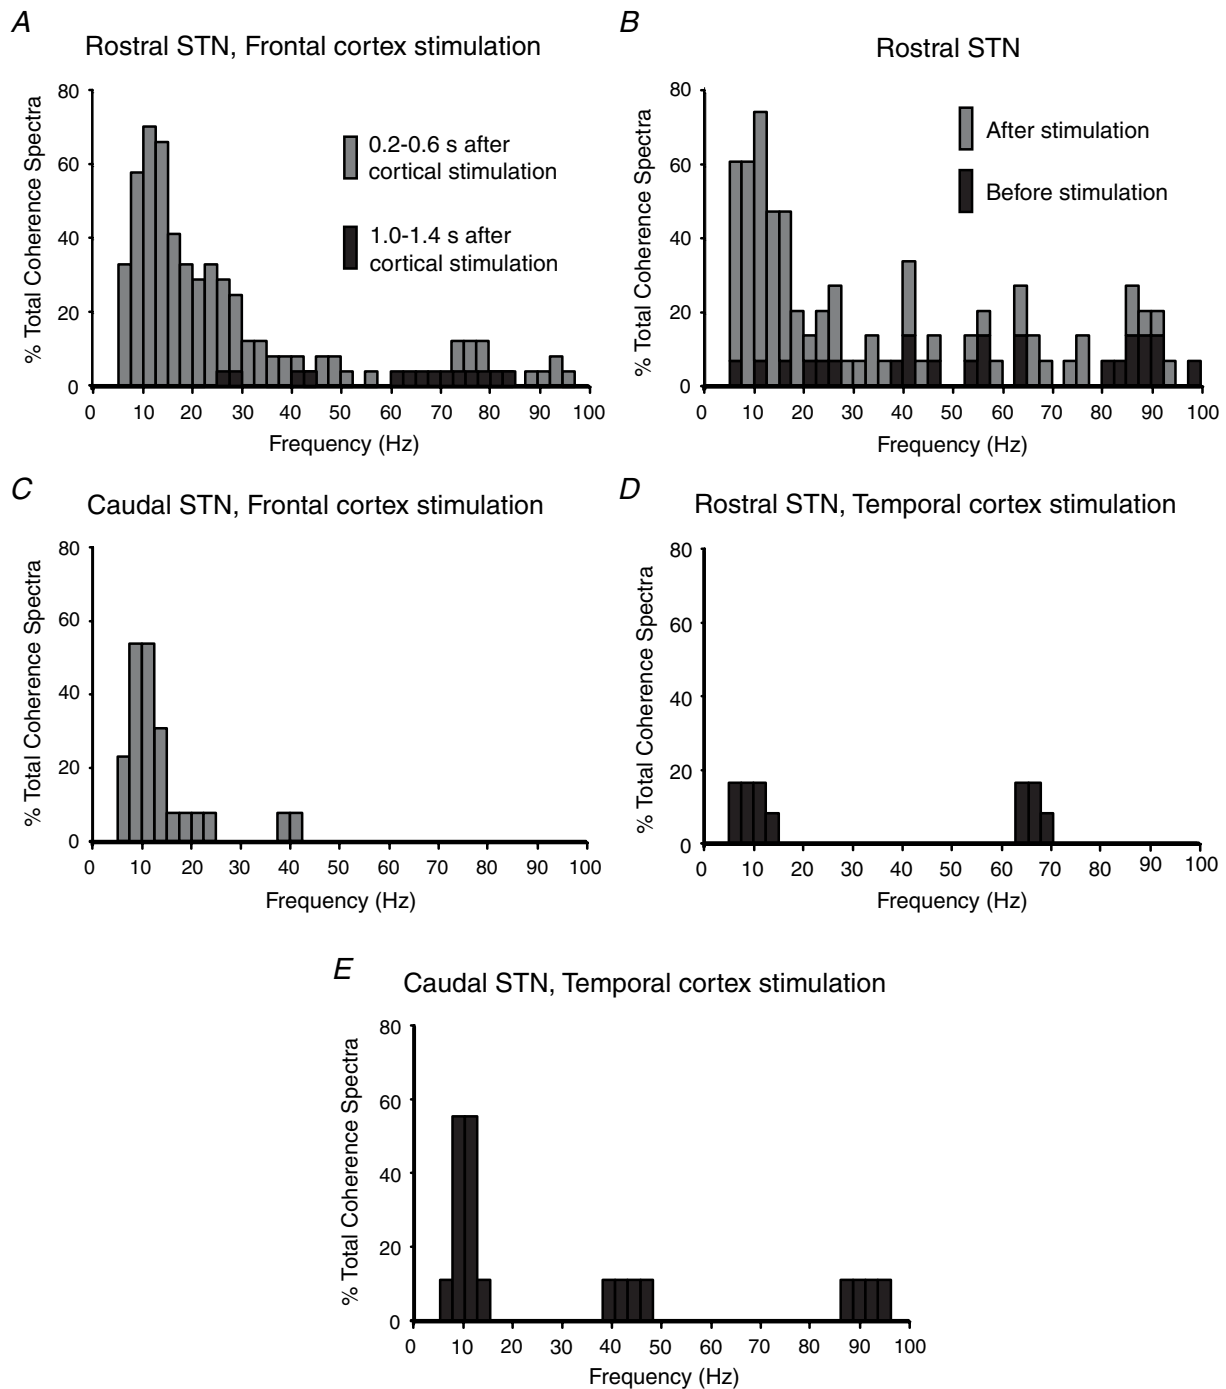 A
Rostral STN, Frontal cortex stimulation
% Total Coherence Spectra
80
60
40
20
0
0.2-0.6 s after
cortical stimulation
1.0-1.4 s after
cortical stimulation
0 10 20 30 40 50 60 70 80 90 100
Frequency (Hz)
B
Rostral STN
% Total Coherence Spectra
80
60
40
20
0
After stimulation
Before stimulation
0 10 20 30 40 50 60 70 80 90 100
Frequency (Hz)
C
Caudal STN, Frontal cortex stimulation
% Total Coherence Spectra
80
60
40
20
0
0 10 20 30 40 50 60 70 80 90 100
Frequency (Hz)
D
Rostral STN, Temporal cortex stimulation
% Total Coherence Spectra
80
60
40
20
0
0 10 20 30 40 50 60 70 80 90 100
Frequency (Hz)
E
Caudal STN, Temporal cortex stimulation
% Total Coherence Spectra
80
60
40
20
0
0 10 20 30 40 50 60 70 80 90 100
Frequency (Hz)